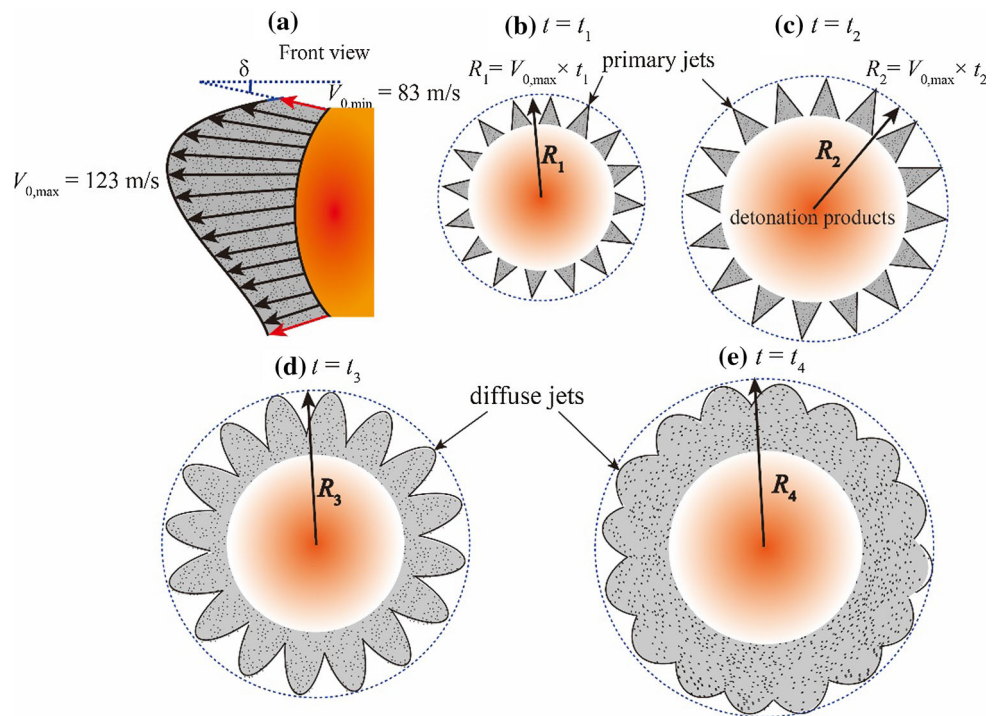 (a)
Front view
δ
V0,min = 83 m/s
V0,max = 123 m/s
(b) t = t1
R1= V0,max × t1
primary jets
R1
(c) t = t2
R2= V0,max × t2
R2
detonation products
(d) t = t3
diffuse jets
R3
(e) t = t4
R4